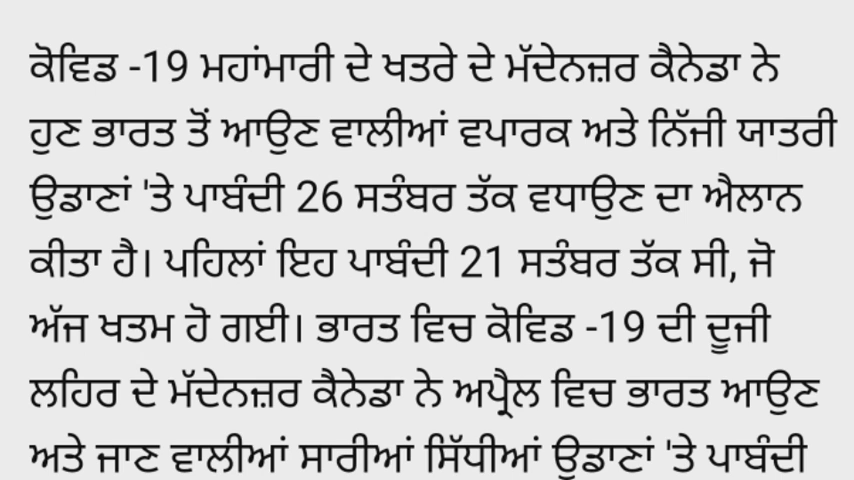 ਕੋਵਿਡ -19 ਮਹਾਂਮਾਰੀ ਦੇ ਖਤਰੇ ਦੇ ਮੱਦੇਨਜ਼ਰ ਕੈਨੇਡਾ ਨੇ
ਹੁਣ ਭਾਰਤ ਤੋਂ ਆਉਣ ਵਾਲੀਆਂ ਵਪਾਰਕ ਅਤੇ ਨਿੱਜੀ ਯਾਤਰੀ
ਉਡਾਣਾਂ 'ਤੇ ਪਾਬੰਦੀ 26 ਸਤੰਬਰ ਤੱਕ ਵਧਾਉਣ ਦਾ ਐਲਾਨ
ਕੀਤਾ ਹੈ। ਪਹਿਲਾਂ ਇਹ ਪਾਬੰਦੀ 21 ਸਤੰਬਰ ਤੱਕ ਸੀ, ਜੋ
ਅੱਜ ਖਤਮ ਹੋ ਗਈ। ਭਾਰਤ ਵਿਚ ਕੋਵਿਡ -19 ਦੀ ਦੂਜੀ
ਲਹਿਰ ਦੇ ਮੱਦੇਨਜ਼ਰ ਕੈਨੇਡਾ ਨੇ ਅਪ੍ਰੈਲ ਵਿਚ ਭਾਰਤ ਆਉਣ
ਅਤੇ ਜਾਣ ਵਾਲੀਆਂ ਸਾਰੀਆਂ ਸਿੱਧੀਆਂ ਉਡਾਣਾਂ 'ਤੇ ਪਾਬੰਦੀ